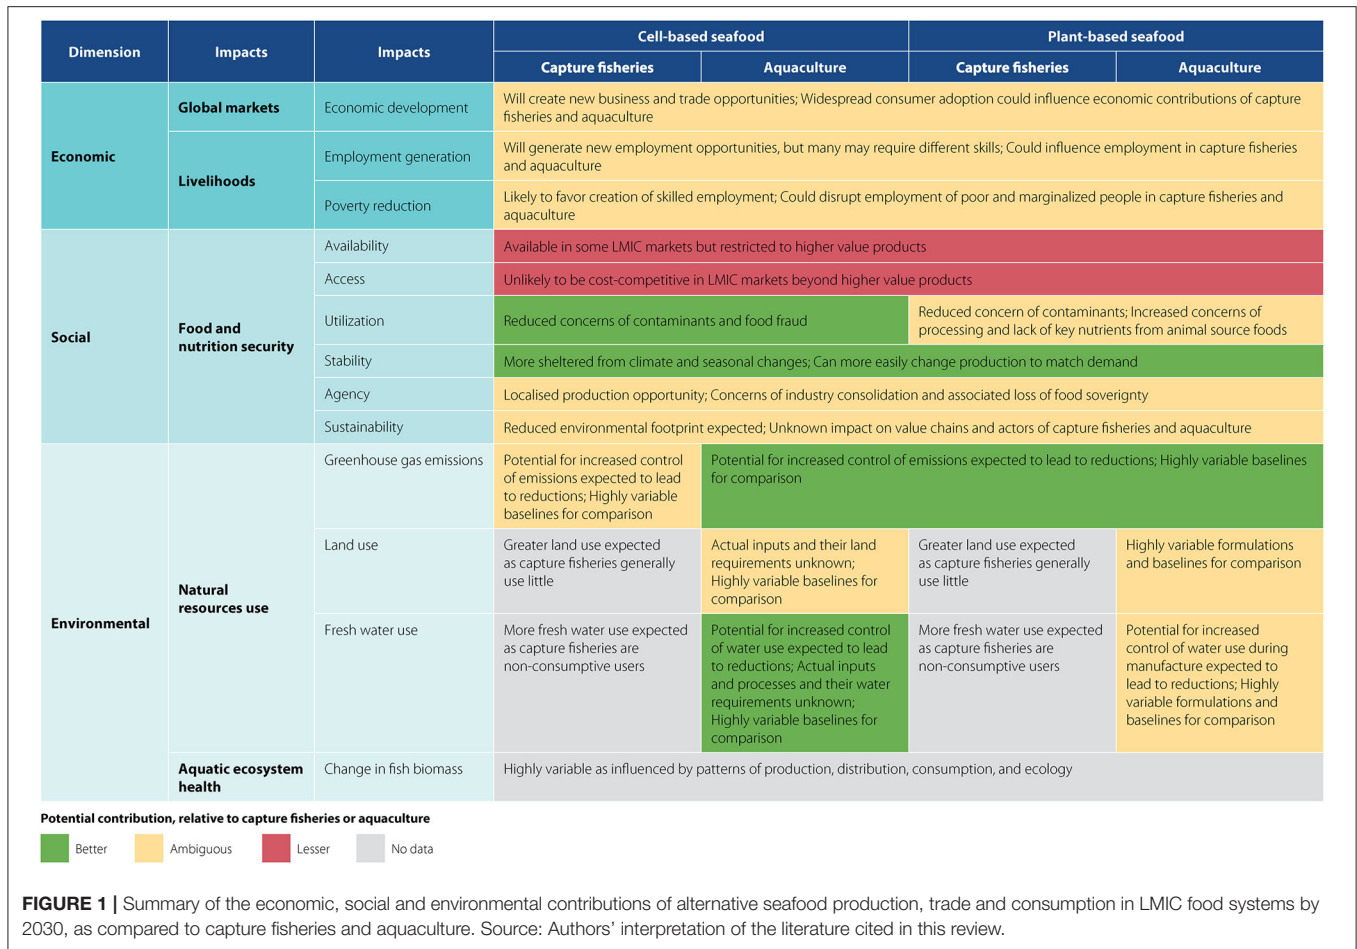 Dimension
Impacts
Impacts
Cell-based seafood
Plant-based seafood
Capture fisheries
Aquaculture
Capture fisheries
Aquaculture
Economic
Global markets
Economic development
Will create new business and trade opportunities; Widespread consumer adoption could influence economic contributions of capture
fisheries and aquaculture
Livelihoods
Employment generation
Will generate new employment opportunities, but many may require different skills; Could influence employment in capture fisheries
and aquaculture
Poverty reduction
Likely to favor creation of skilled employment; Could disrupt employment of poor and marginalized people in capture fisheries and
aquaculture
Social
Food and
nutrition security
Availability
Available in some LMIC markets but restricted to higher value products
Access
Unlikely to be cost-competitive in LMIC markets beyond higher value products
Utilization
Reduced concerns of contaminants and food fraud
Reduced concern of contaminants; Increased concerns of
processing and lack of key nutrients from animal source foods
Stability
More sheltered from climate and seasonal changes; Can more easily change production to match demand
Agency
Localised production opportunity; Concerns of industry consolidation and associated loss of food soverignty
Sustainability
Reduced environmental footprint expected; Unknown impact on value chains and actors of capture fisheries and aquaculture
Environmental
Natural
resources use
Greenhouse gas emissions
Potential for increased control
of emissions expected to lead
to reductions; Highly variable
baselines for comparison
Potential for increased control of emissions expected to lead to reductions; Highly variable baselines
for comparison
Land use
Greater land use expected
as capture fisheries generally
use little
Actual inputs and their land
requirements unknown;
Highly variable baselines for
comparison
Greater land use expected
as capture fisheries generally
use little
Highly variable formulations
and baselines for comparison
Fresh water use
More fresh water use expected
as capture fisheries are
non-consumptive users
Potential for increased control
of water use expected to lead
to reductions; Actual inputs
and processes and their water
requirements unknown;
Highly variable baselines for
comparison
More fresh water use expected
as capture fisheries are
non-consumptive users
Potential for increased
control of water use during
manufacture expected to
lead to reductions; Highly
variable formulations and
baselines for comparison
Aquatic ecosystem
health
Change in fish biomass
Highly variable as influenced by patterns of production, distribution, consumption, and ecology
Potential contribution, relative to capture fisheries or aquaculture
Better
Ambiguous
Lesser
No data
FIGURE 1 | Summary of the economic, social and environmental contributions of alternative seafood production, trade and consumption in LMIC food systems by
2030, as compared to capture fisheries and aquaculture. Source: Authors' interpretation of the literature cited in this review.